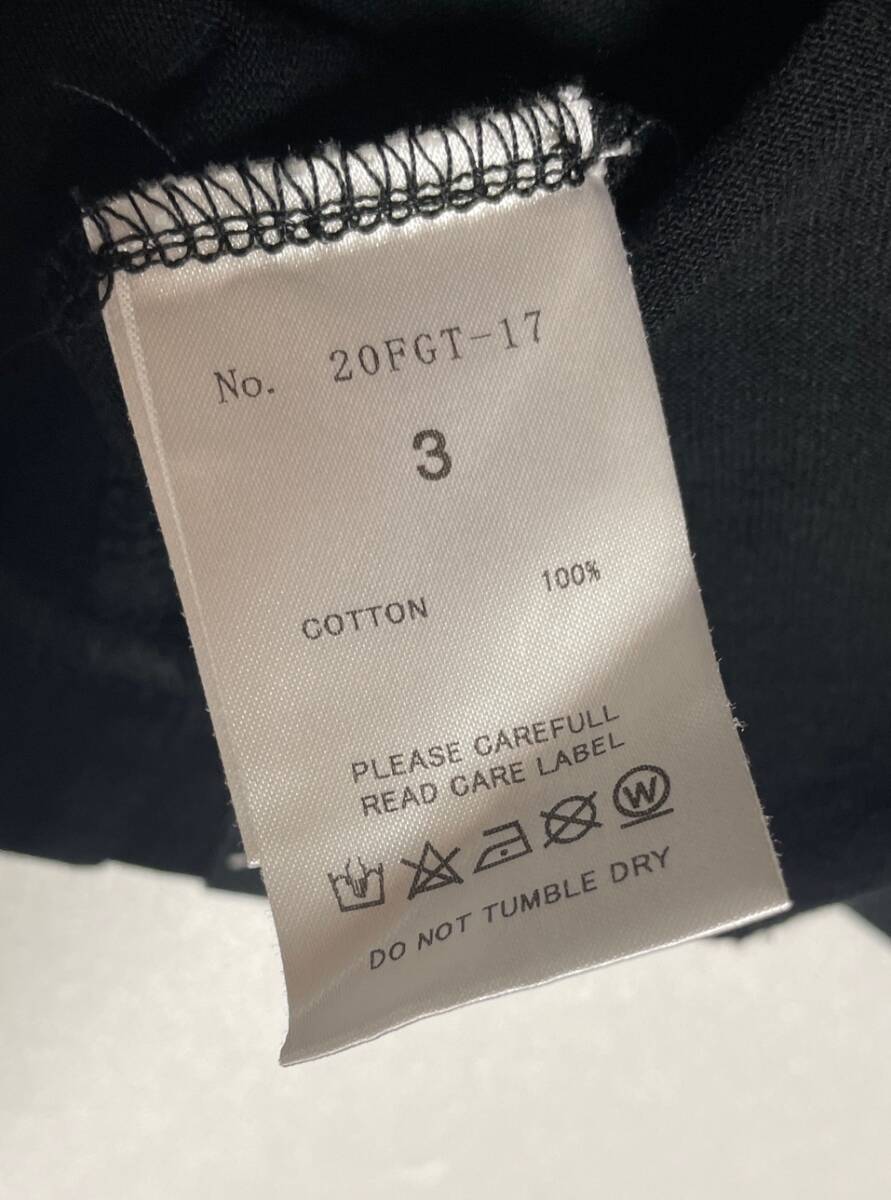 No. 20FGT-17
3
COTTON 100%
PLEASE CAREFULL
READ CARE LABEL
W
DO NOT TUMBLE DRY